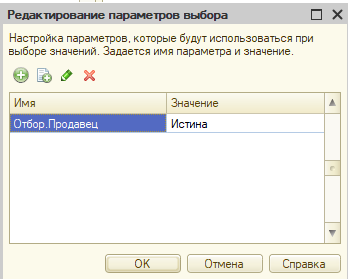 Редактирование параметров выбора
Настройка параметров, которые будут использоваться при
выборе значений. Задается имя параметра и значение.
Имя Значение
Отбор.Продавец Истина
OK Отмена Справка